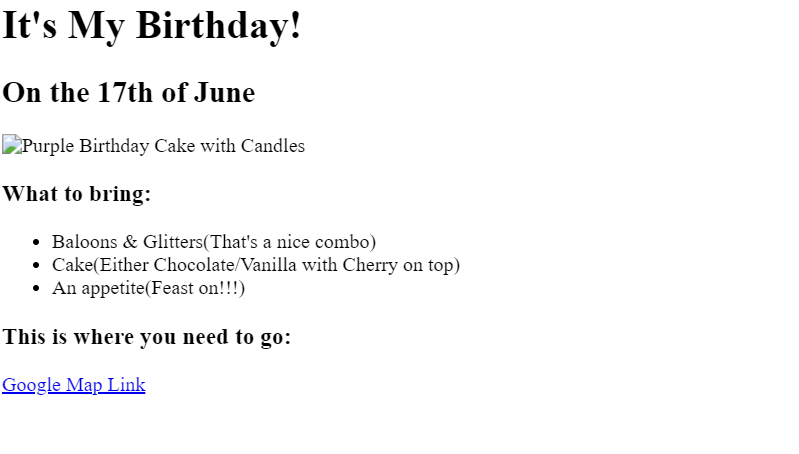 It's My Birthday!
On the 17th of June
Purple Birthday Cake with Candles
What to bring:
Baloons & Glitters(That's a nice combo)
Cake(Either Chocolate/Vanilla with Cherry on top)
An appetite(Feast on!!!)
This is where you need to go:
Google Map Link